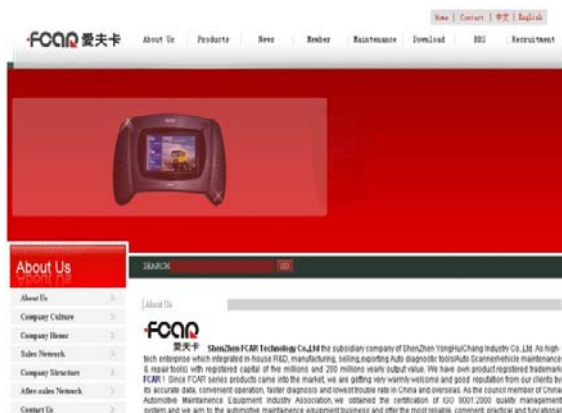 Home | Contact | 中文 | English
FCAR 爱夫卡
About Us Products News Member Maintenance Download BBS Recruitment
About Us
SEARCH GO
About Us
Company Culture
Company Honor
Sales Network
Company Structure
After-sales Network
Contact Us
About Us
FCAR
爱夫卡 ShenZhen FCAR Technology Co.,Ltd the subsidiary company of ShenZhen YongHuiChang Industry Co.,Ltd. As high-
tech enterprise which integrated in-house R&D, manufacturing, selling,exporting Auto diagnostic tools(Auto Scanner/vehicle maintenance
& repair tools) with registered capital of five millions and 200 millions yearly output value. We have own product registered trademark
FCAR ! Since FCAR series products came into the market, we are getting very warmly welcome and good reputation from our clients by
its accurate data, convenient operation, faster diagnosis and lowest trouble rate in China and overseas. As the council member of China
Automotive Maintainence Equipment Industry Association, we obtained the certification of ISO 9001:2000 quality management
system and we aim to the automotive maintainence equipment business and offer the most reliable, convenient, practical and functional